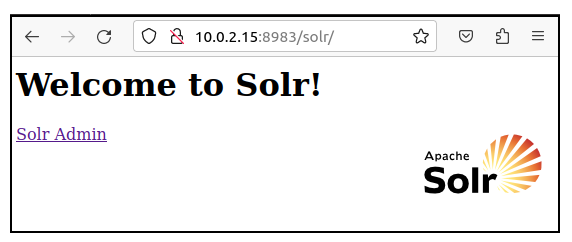 10.0.2.15:8983/solr/
Welcome to Solr!
Solr Admin
Apache
Solr